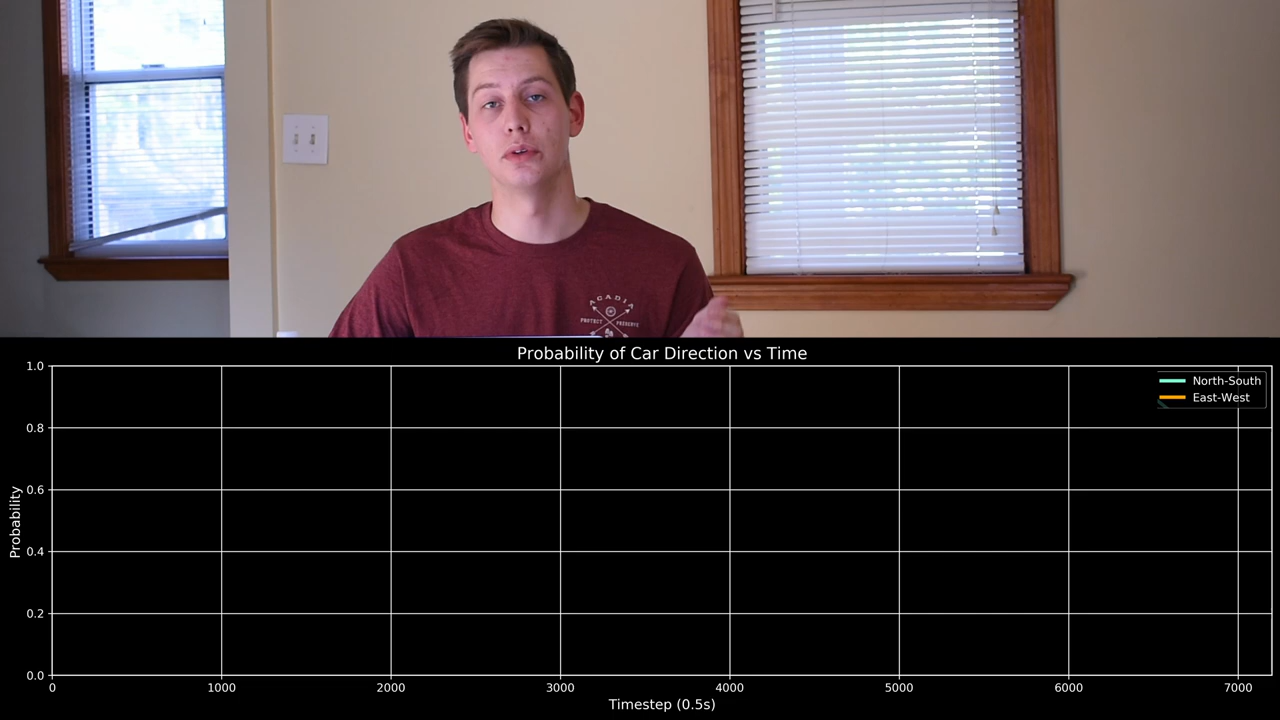 ACADIA
PROTECT PRESERVE
Probability of Car Direction vs Time
North-South
East-West
Probability
1.0
0.8
0.6
0.4
0.2
0.0
0 1000 2000 3000 4000 5000 6000 7000
Timestep (0.5s)